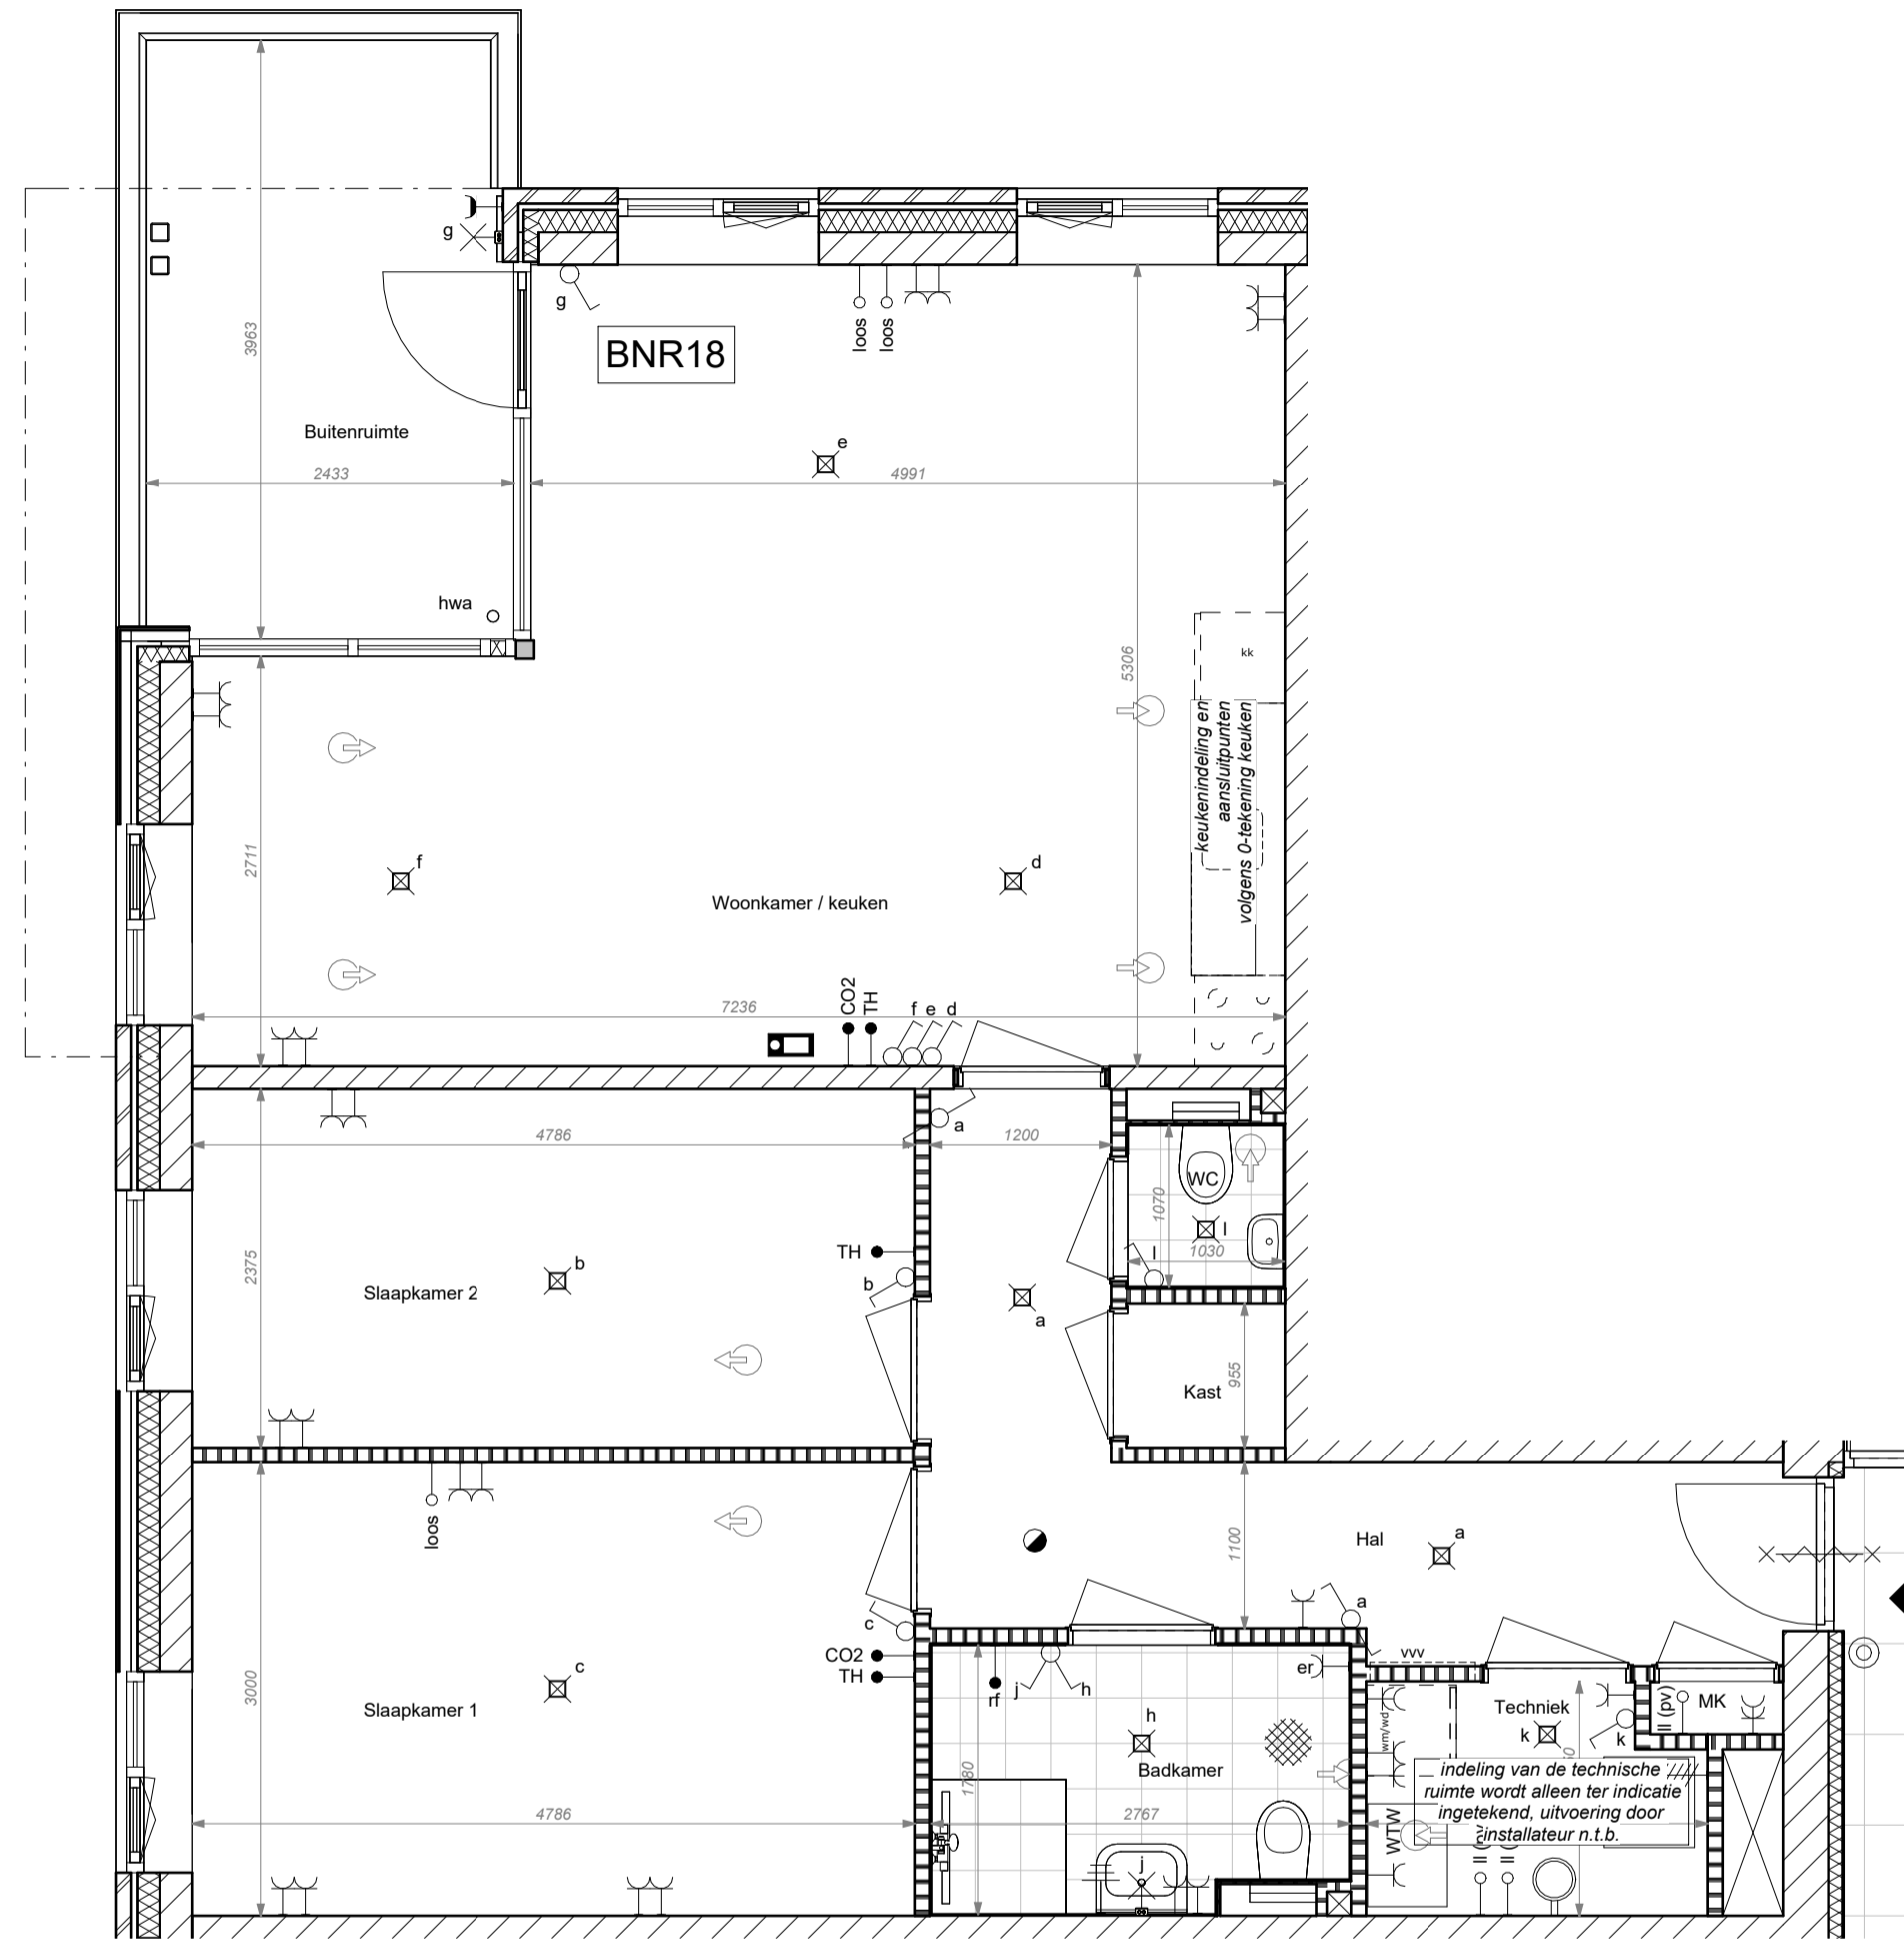 g
g
loos
loos
BNR18
3963
Buitenruimte
e
2433
4991
hwa
5306
kk
keukenindeling en
aansluitpunten
volgens 0-tekening keuken
2711
f
d
Woonkamer / keuken
CO2
TH
f e d
7236
a
4786
1200
WC
1070
l
l
1030
TH
b
b
2375
Slaapkamer 2
a
955
Kast
loos
1100
Hal
a
a
c
CO2
TH
c
3000
Slaapkamer 1
rf
j
h
er
vvv
h
wm/wd
Techniek
k
k
ll (pv)
MK
1780
Badkamer
indeling van de technische
ruimte wordt alleen ter indicatie
ingetekend, uitvoering door
installateur n.t.b.
4786
2767
WTW
j